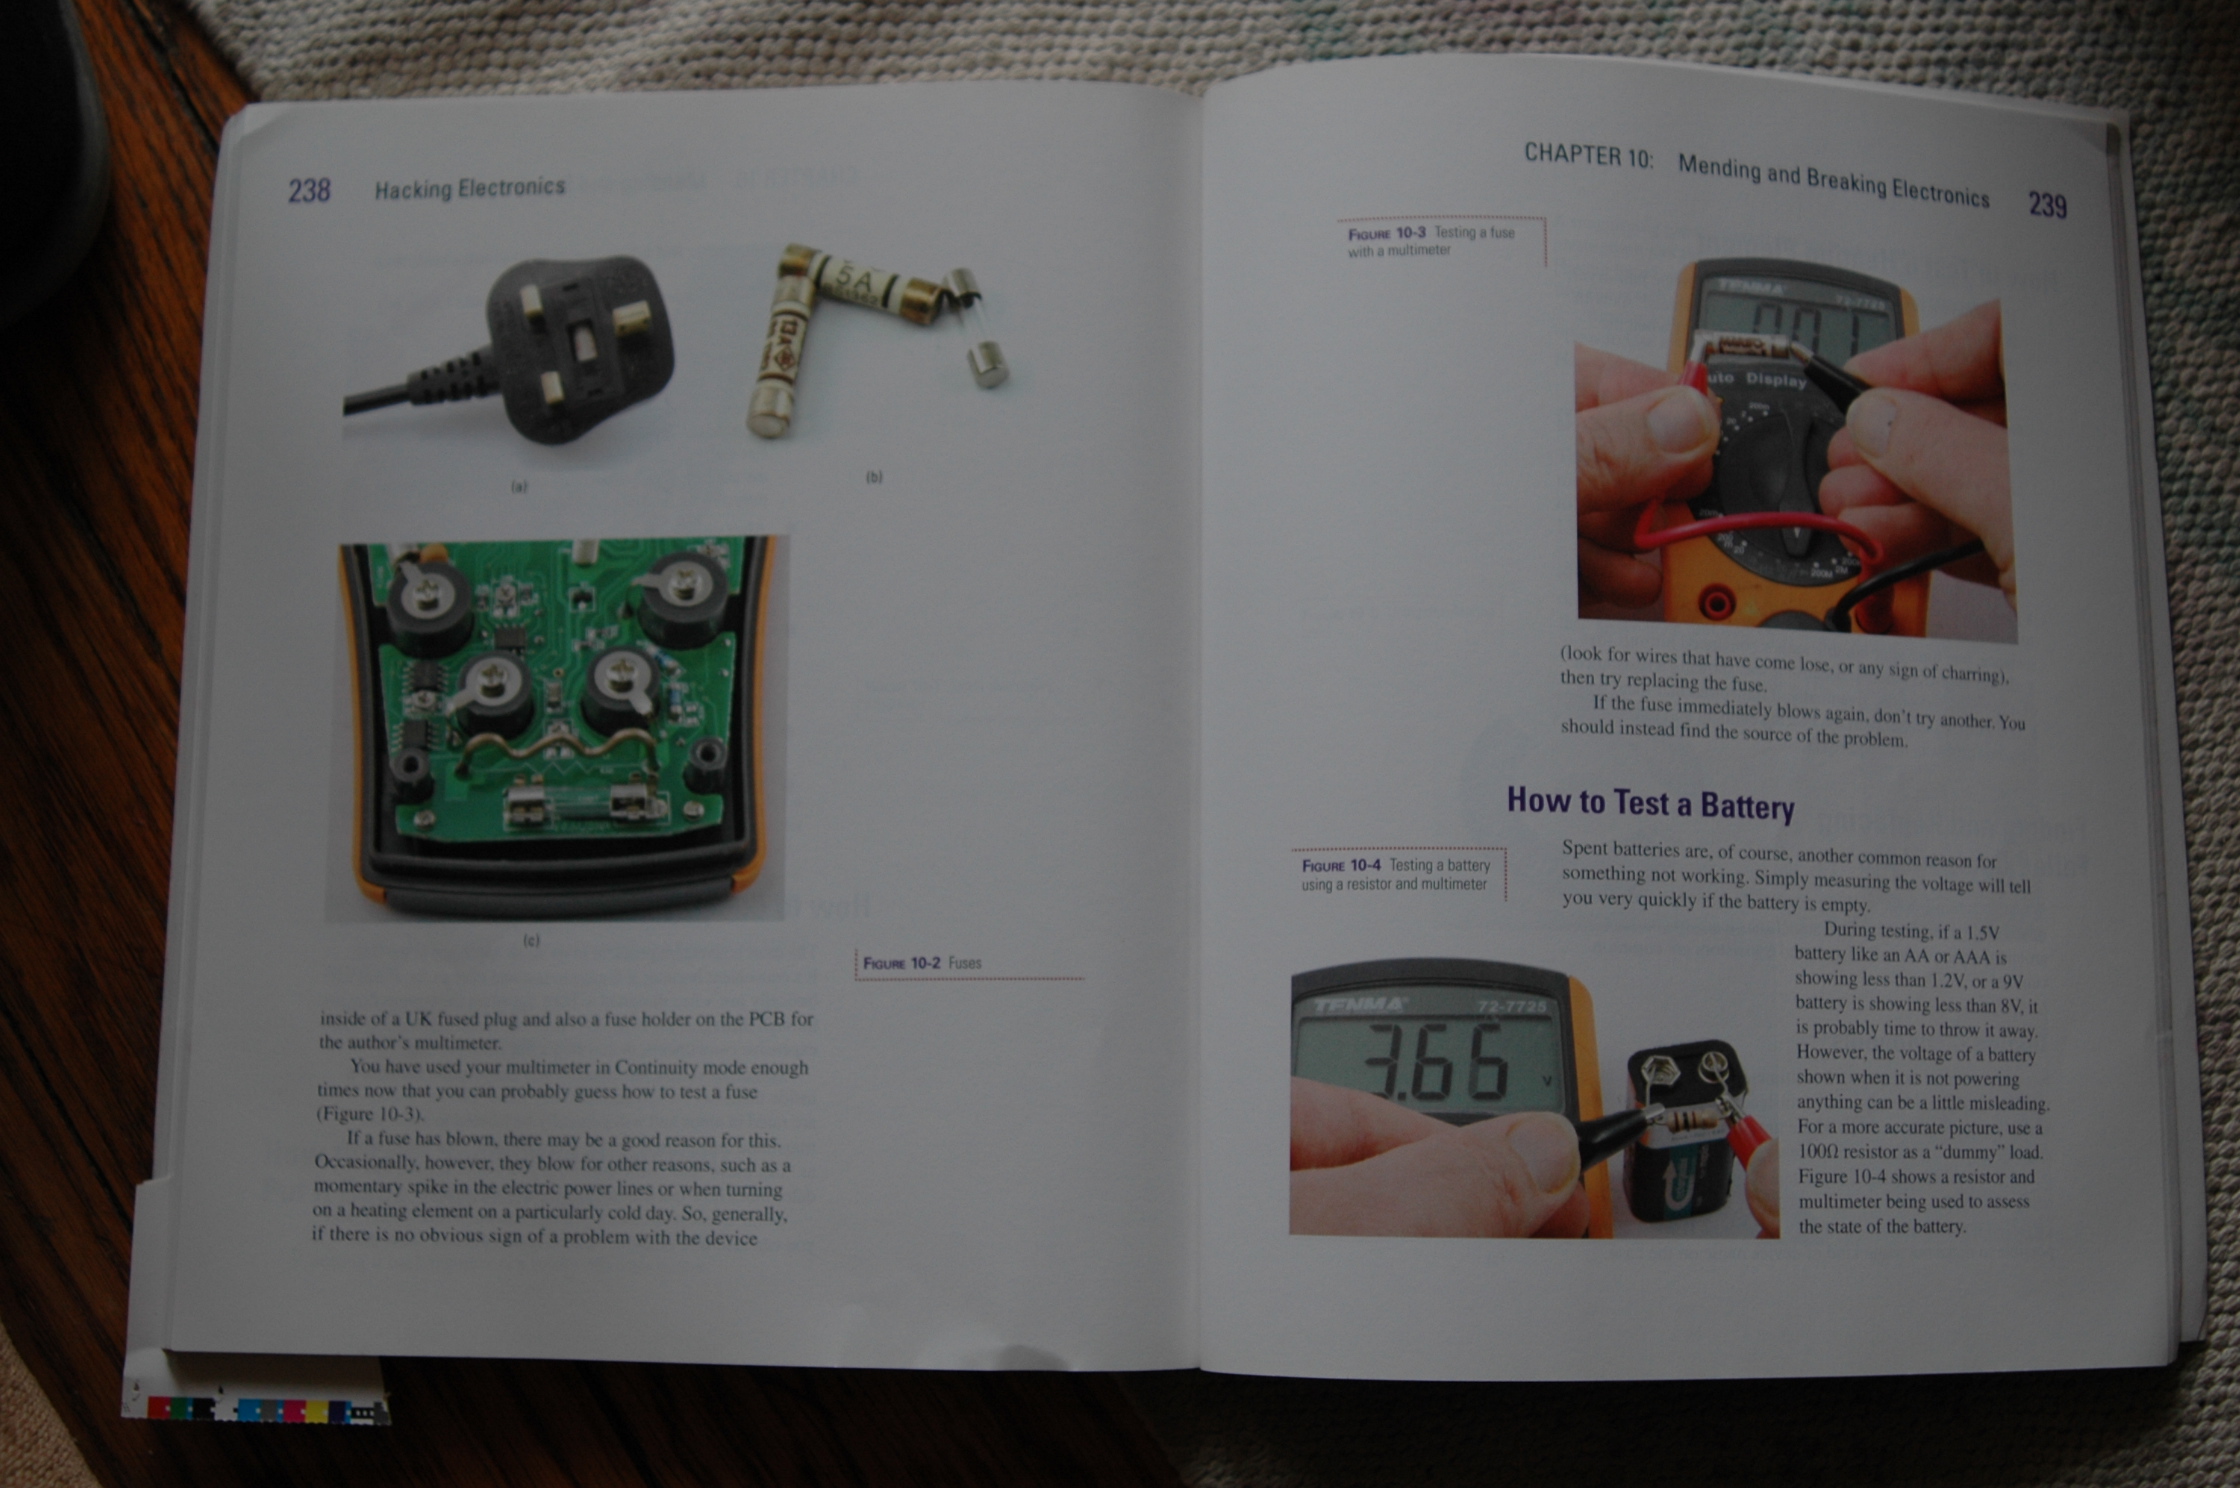 238 Hacking Electronics
5A
13A
(a)
(b)
(c)
FIGURE 10-2 Fuses
inside of a UK fused plug and also a fuse holder on the PCB for
the author's multimeter.
You have used your multimeter in Continuity mode enough
times now that you can probably guess how to test a fuse
(Figure 10-3).
If a fuse has blown, there may be a good reason for this.
Occasionally, however, they blow for other reasons, such as a
momentary spike in the electric power lines or when turning
on a heating element on a particularly cold day. So, generally,
if there is no obvious sign of a problem with the device
CHAPTER 10: Mending and Breaking Electronics 239
FIGURE 10-3 Testing a fuse
with a multimeter
TENMA
00.1
Auto Display
(look for wires that have come lose, or any sign of charring),
then try replacing the fuse.
If the fuse immediately blows again, don't try another. You
should instead find the source of the problem.
How to Test a Battery
Spent batteries are, of course, another common reason for
something not working. Simply measuring the voltage will tell
you very quickly if the battery is empty.
FIGURE 10-4 Testing a battery
using a resistor and multimeter
TENMA 72-7725
7.66 V
During testing, if a 1.5V
battery like an AA or AAA is
showing less than 1.2V, or a 9V
battery is showing less than 8V, it
is probably time to throw it away.
However, the voltage of a battery
shown when it is not powering
anything can be a little misleading.
For a more accurate picture, use a
100Ω resistor as a "dummy" load.
Figure 10-4 shows a resistor and
multimeter being used to assess
the state of the battery.